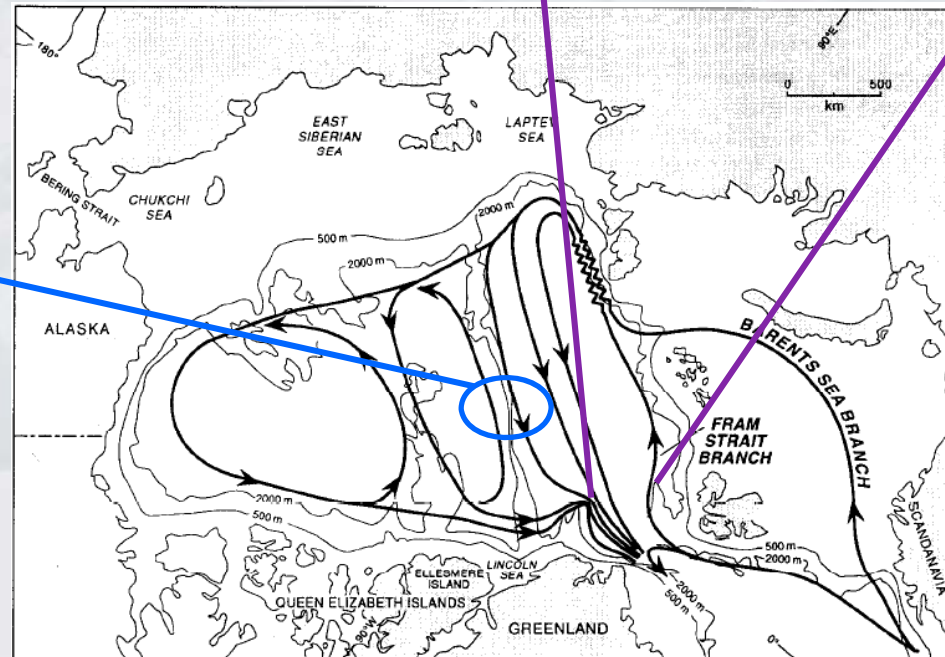 180°
90°E
0 500
km
EAST
SIBERIAN
SEA
LAPTEV
SEA
BERING STRAIT
CHUKCHI
SEA
2000 m
500 m
2000 m
ALASKA
BARENTS SEA BRANCH
FRAM
STRAIT
BRANCH
2000 m
500 m
SCANDANAVIA
500 m
2000 m
ELLESMERE
ISLAND
LINCOLN
SEA
QUEEN ELIZABETH ISLANDS
90°W
GREENLAND
2000 m
500 m
0°